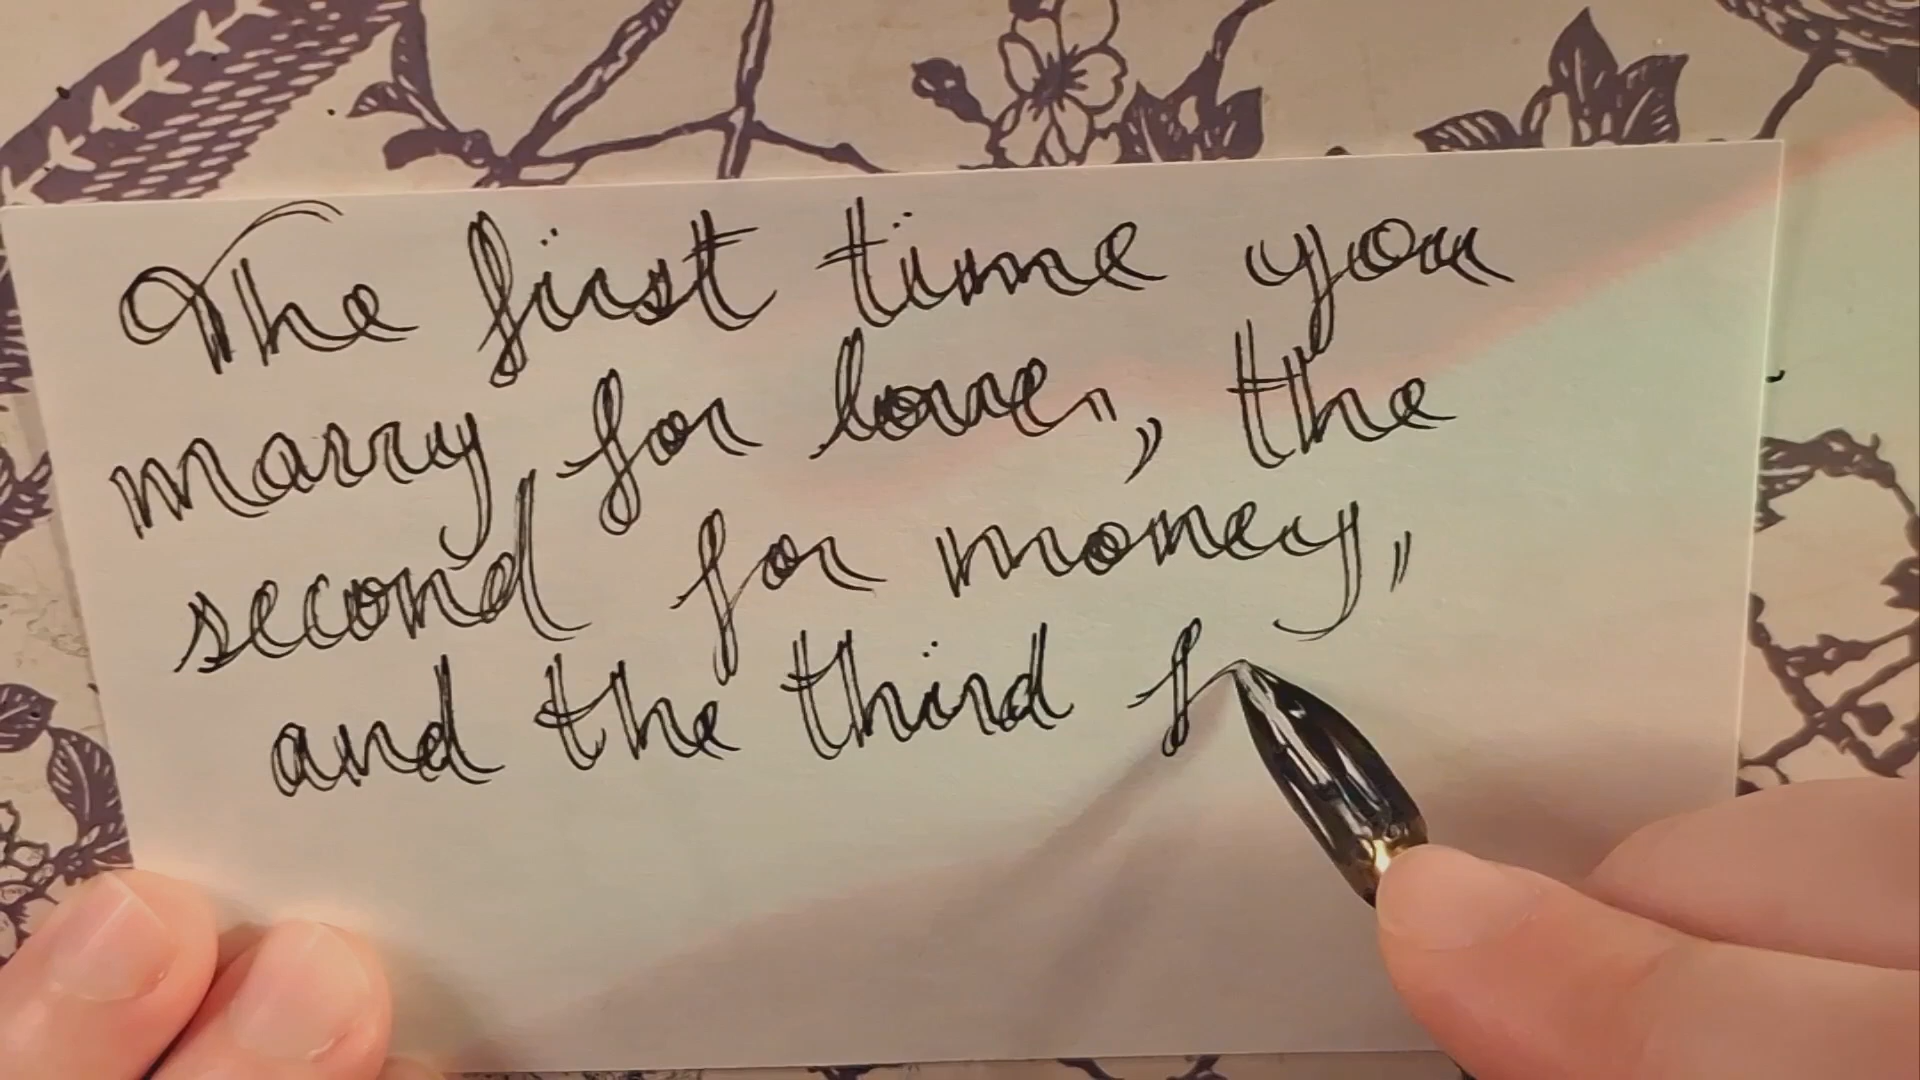 The first time you
marry for love, the
second for money,
and the third f